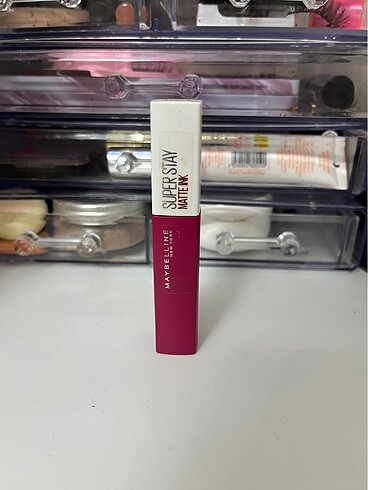 SUPER STAY
MATTE INK
MAYBELLINE
NEW YORK